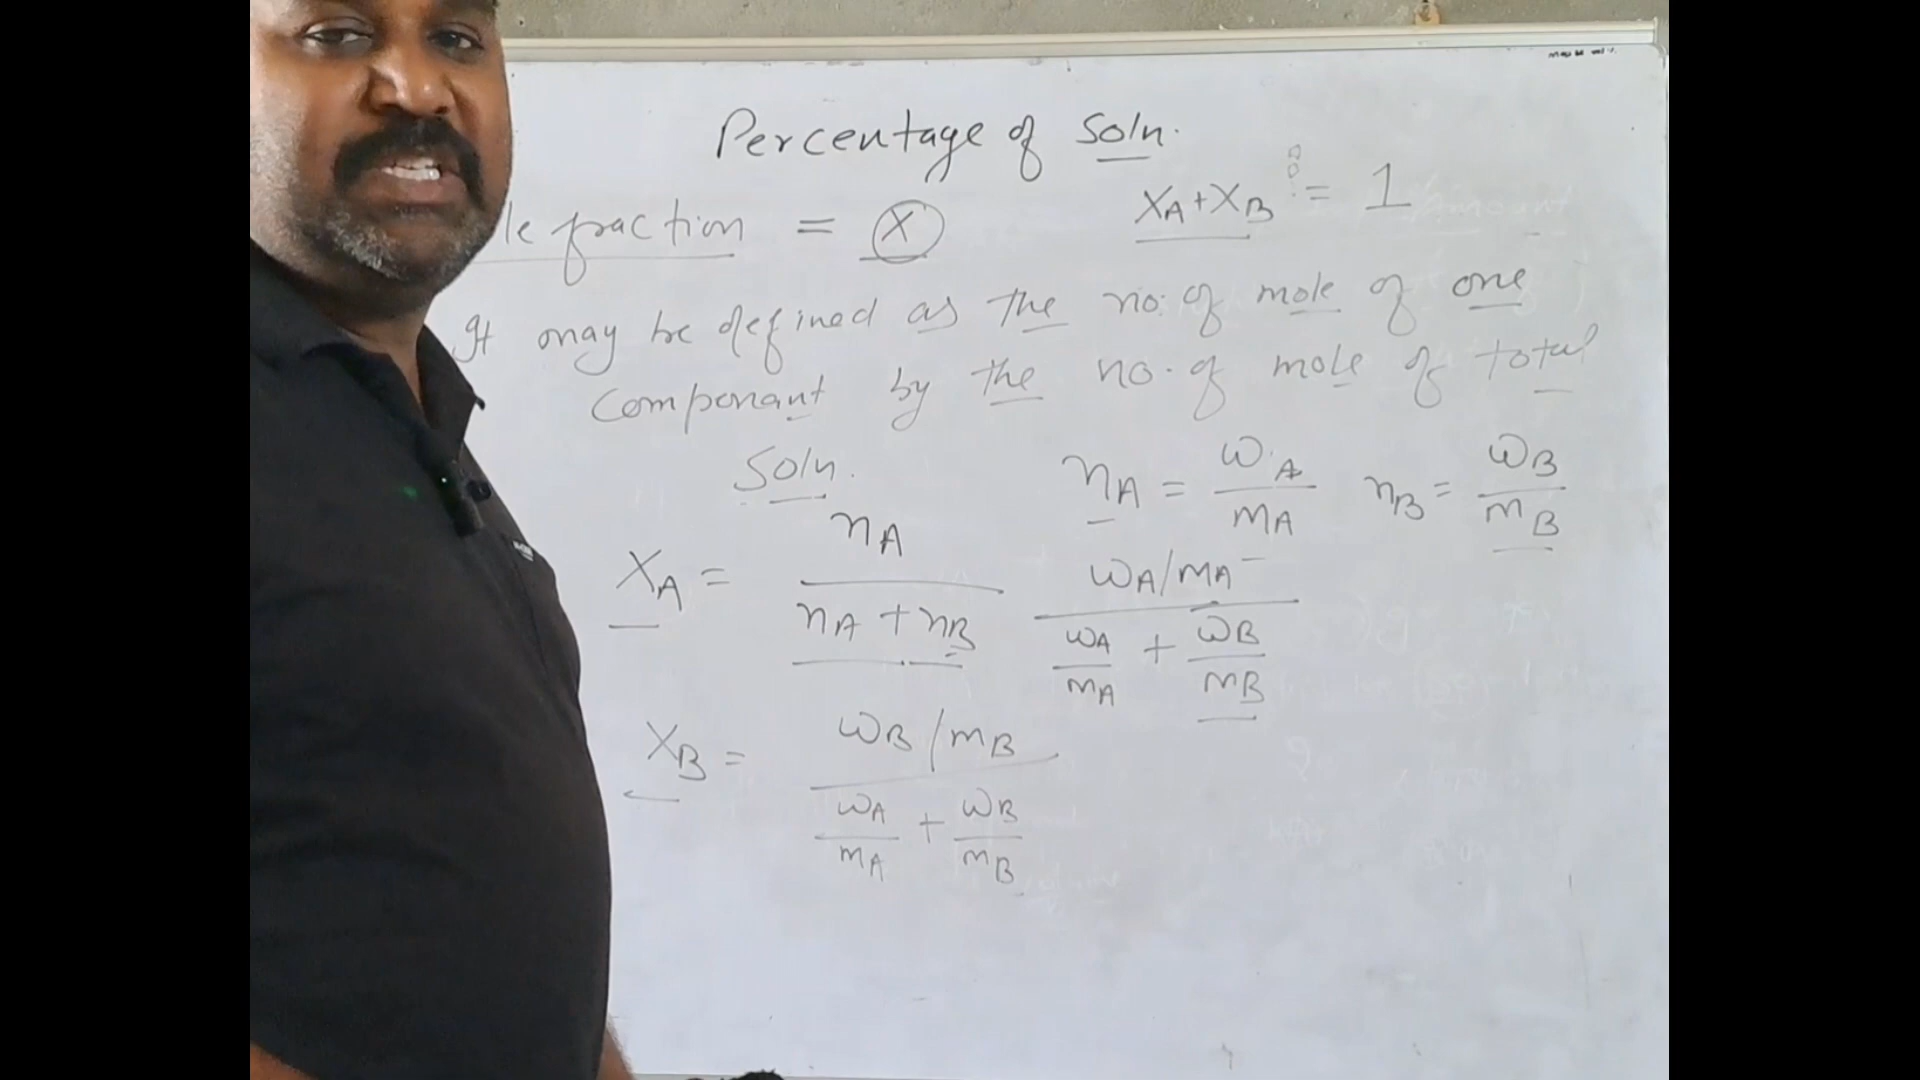 Percentage of Soln.
le fraction = X
XA+XB = 1
It may be defined as the no. of mole of one
Componant by the no. of mole of total
Soln.
nA = WA/mA nB = WB/mB
XA = nA/(nA + nB) (WA/mA)/(WA/mA + WB/mB)
XB = (WB/mB)/(WA/mA + WB/mB)